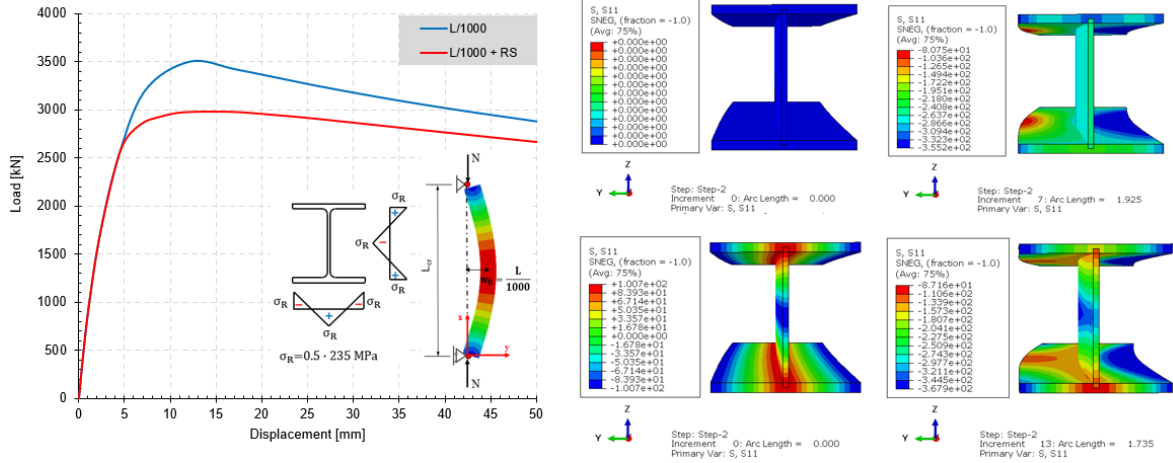 L/1000
L/1000 + RS
4000
3500
3000
2500
2000
1500
1000
500
0
Load [kN]
0 5 10 15 20 25 30 35 40 45 50
Displacement [mm]
σR
+
−
σR
σR
σR − − σR
+
σR
σR=0.5 · 235 MPa
N
Lcr
w0 = L
1000
x
y
N
S, S11
SNEG, (fraction = -1.0)
(Avg: 75%)
+0.000e+00
+0.000e+00
+0.000e+00
+0.000e+00
+0.000e+00
+0.000e+00
+0.000e+00
+0.000e+00
+0.000e+00
+0.000e+00
+0.000e+00
+0.000e+00
+0.000e+00
Z
Y
Step: Step-2
Increment 0: Arc Length = 0.000
Primary Var: S, S11
S, S11
SNEG, (fraction = -1.0)
(Avg: 75%)
-8.075e+01
-1.036e+02
-1.265e+02
-1.494e+02
-1.722e+02
-1.951e+02
-2.180e+02
-2.408e+02
-2.637e+02
-2.866e+02
-3.094e+02
-3.323e+02
-3.552e+02
Z
Y
Step: Step-2
Increment 7: Arc Length = 1.925
Primary Var: S, S11
S, S11
SNEG, (fraction = -1.0)
(Avg: 75%)
+1.007e+02
+8.393e+01
+6.714e+01
+5.035e+01
+3.357e+01
+1.678e+01
+0.000e+00
-1.678e+01
-3.357e+01
-5.035e+01
-6.714e+01
-8.393e+01
-1.007e+02
Z
Y
Step: Step-2
Increment 0: Arc Length = 0.000
Primary Var: S, S11
S, S11
SNEG, (fraction = -1.0)
(Avg: 75%)
-8.716e+01
-1.106e+02
-1.339e+02
-1.573e+02
-1.807e+02
-2.041e+02
-2.275e+02
-2.509e+02
-2.743e+02
-2.977e+02
-3.211e+02
-3.445e+02
-3.679e+02
Z
Y
Step: Step-2
Increment 13: Arc Length = 1.735
Primary Var: S, S11